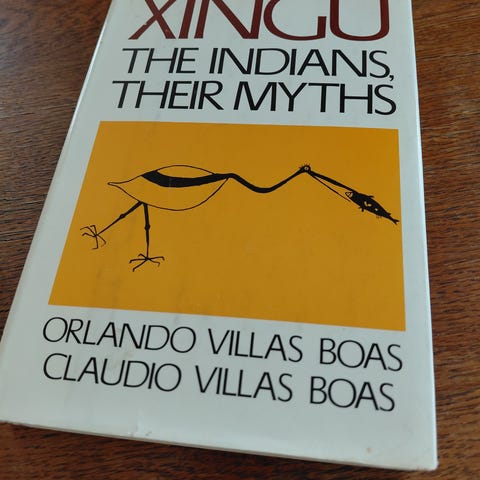 XINGU
THE INDIANS,
THEIR MYTHS
ORLANDO VILLAS BOAS
CLAUDIO VILLAS BOAS